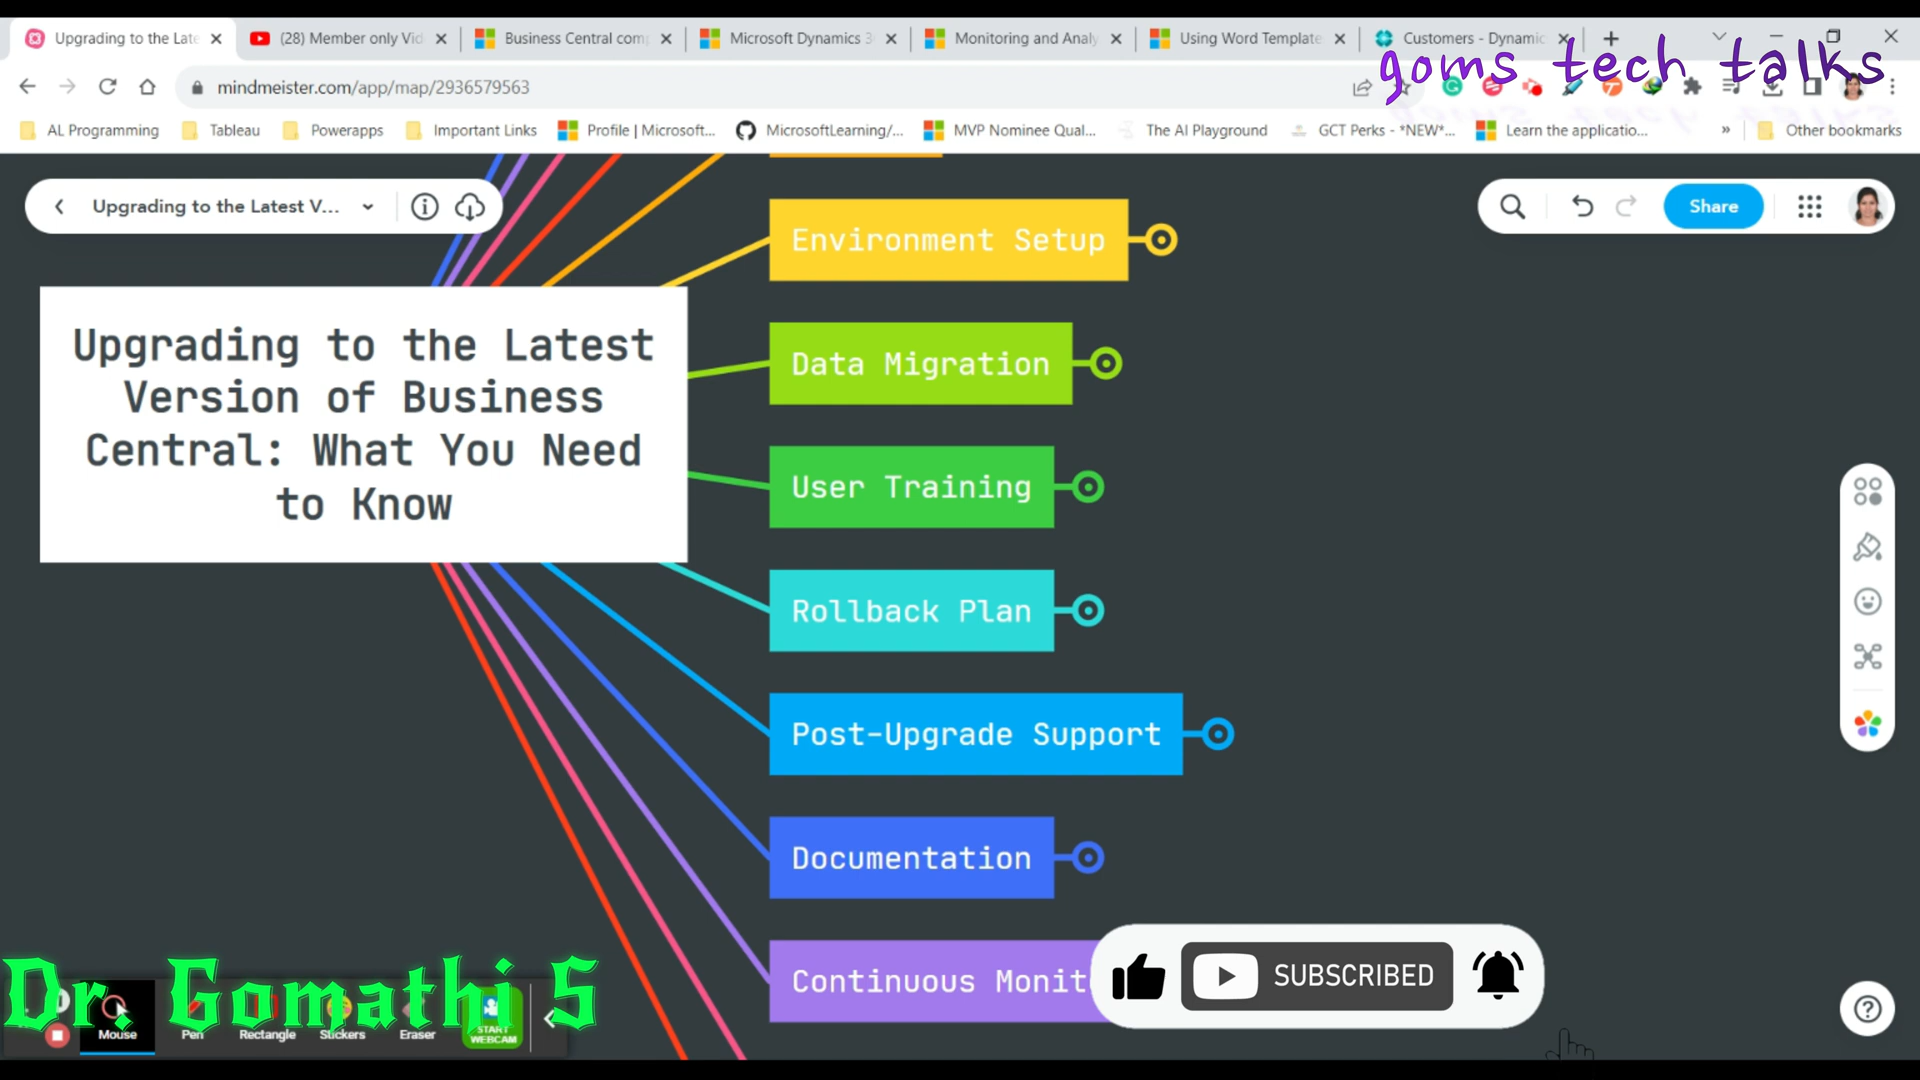 Upgrading to the Late
(28) Member only Vid
Business Central comp
Microsoft Dynamics 3
Monitoring and Analy
Using Word Template
Customers - Dynamic
goms tech talks
mindmeister.com/app/map/2936579563
AL Programming
Tableau
Powerapps
Important Links
Profile | Microsoft...
MicrosoftLearning/...
MVP Nominee Qual...
The AI Playground
GCT Perks - *NEW*...
Learn the applicatio...
»
Other bookmarks
Upgrading to the Latest V...
Share
Environment Setup
Data Migration
Upgrading to the Latest
Version of Business
Central: What You Need
to Know
User Training
Rollback Plan
Post-Upgrade Support
Documentation
Continuous Monit
SUBSCRIBED
Dr. Gomathi S
Mouse
Pen
Rectangle
Stickers
Eraser
START
WEBCAM